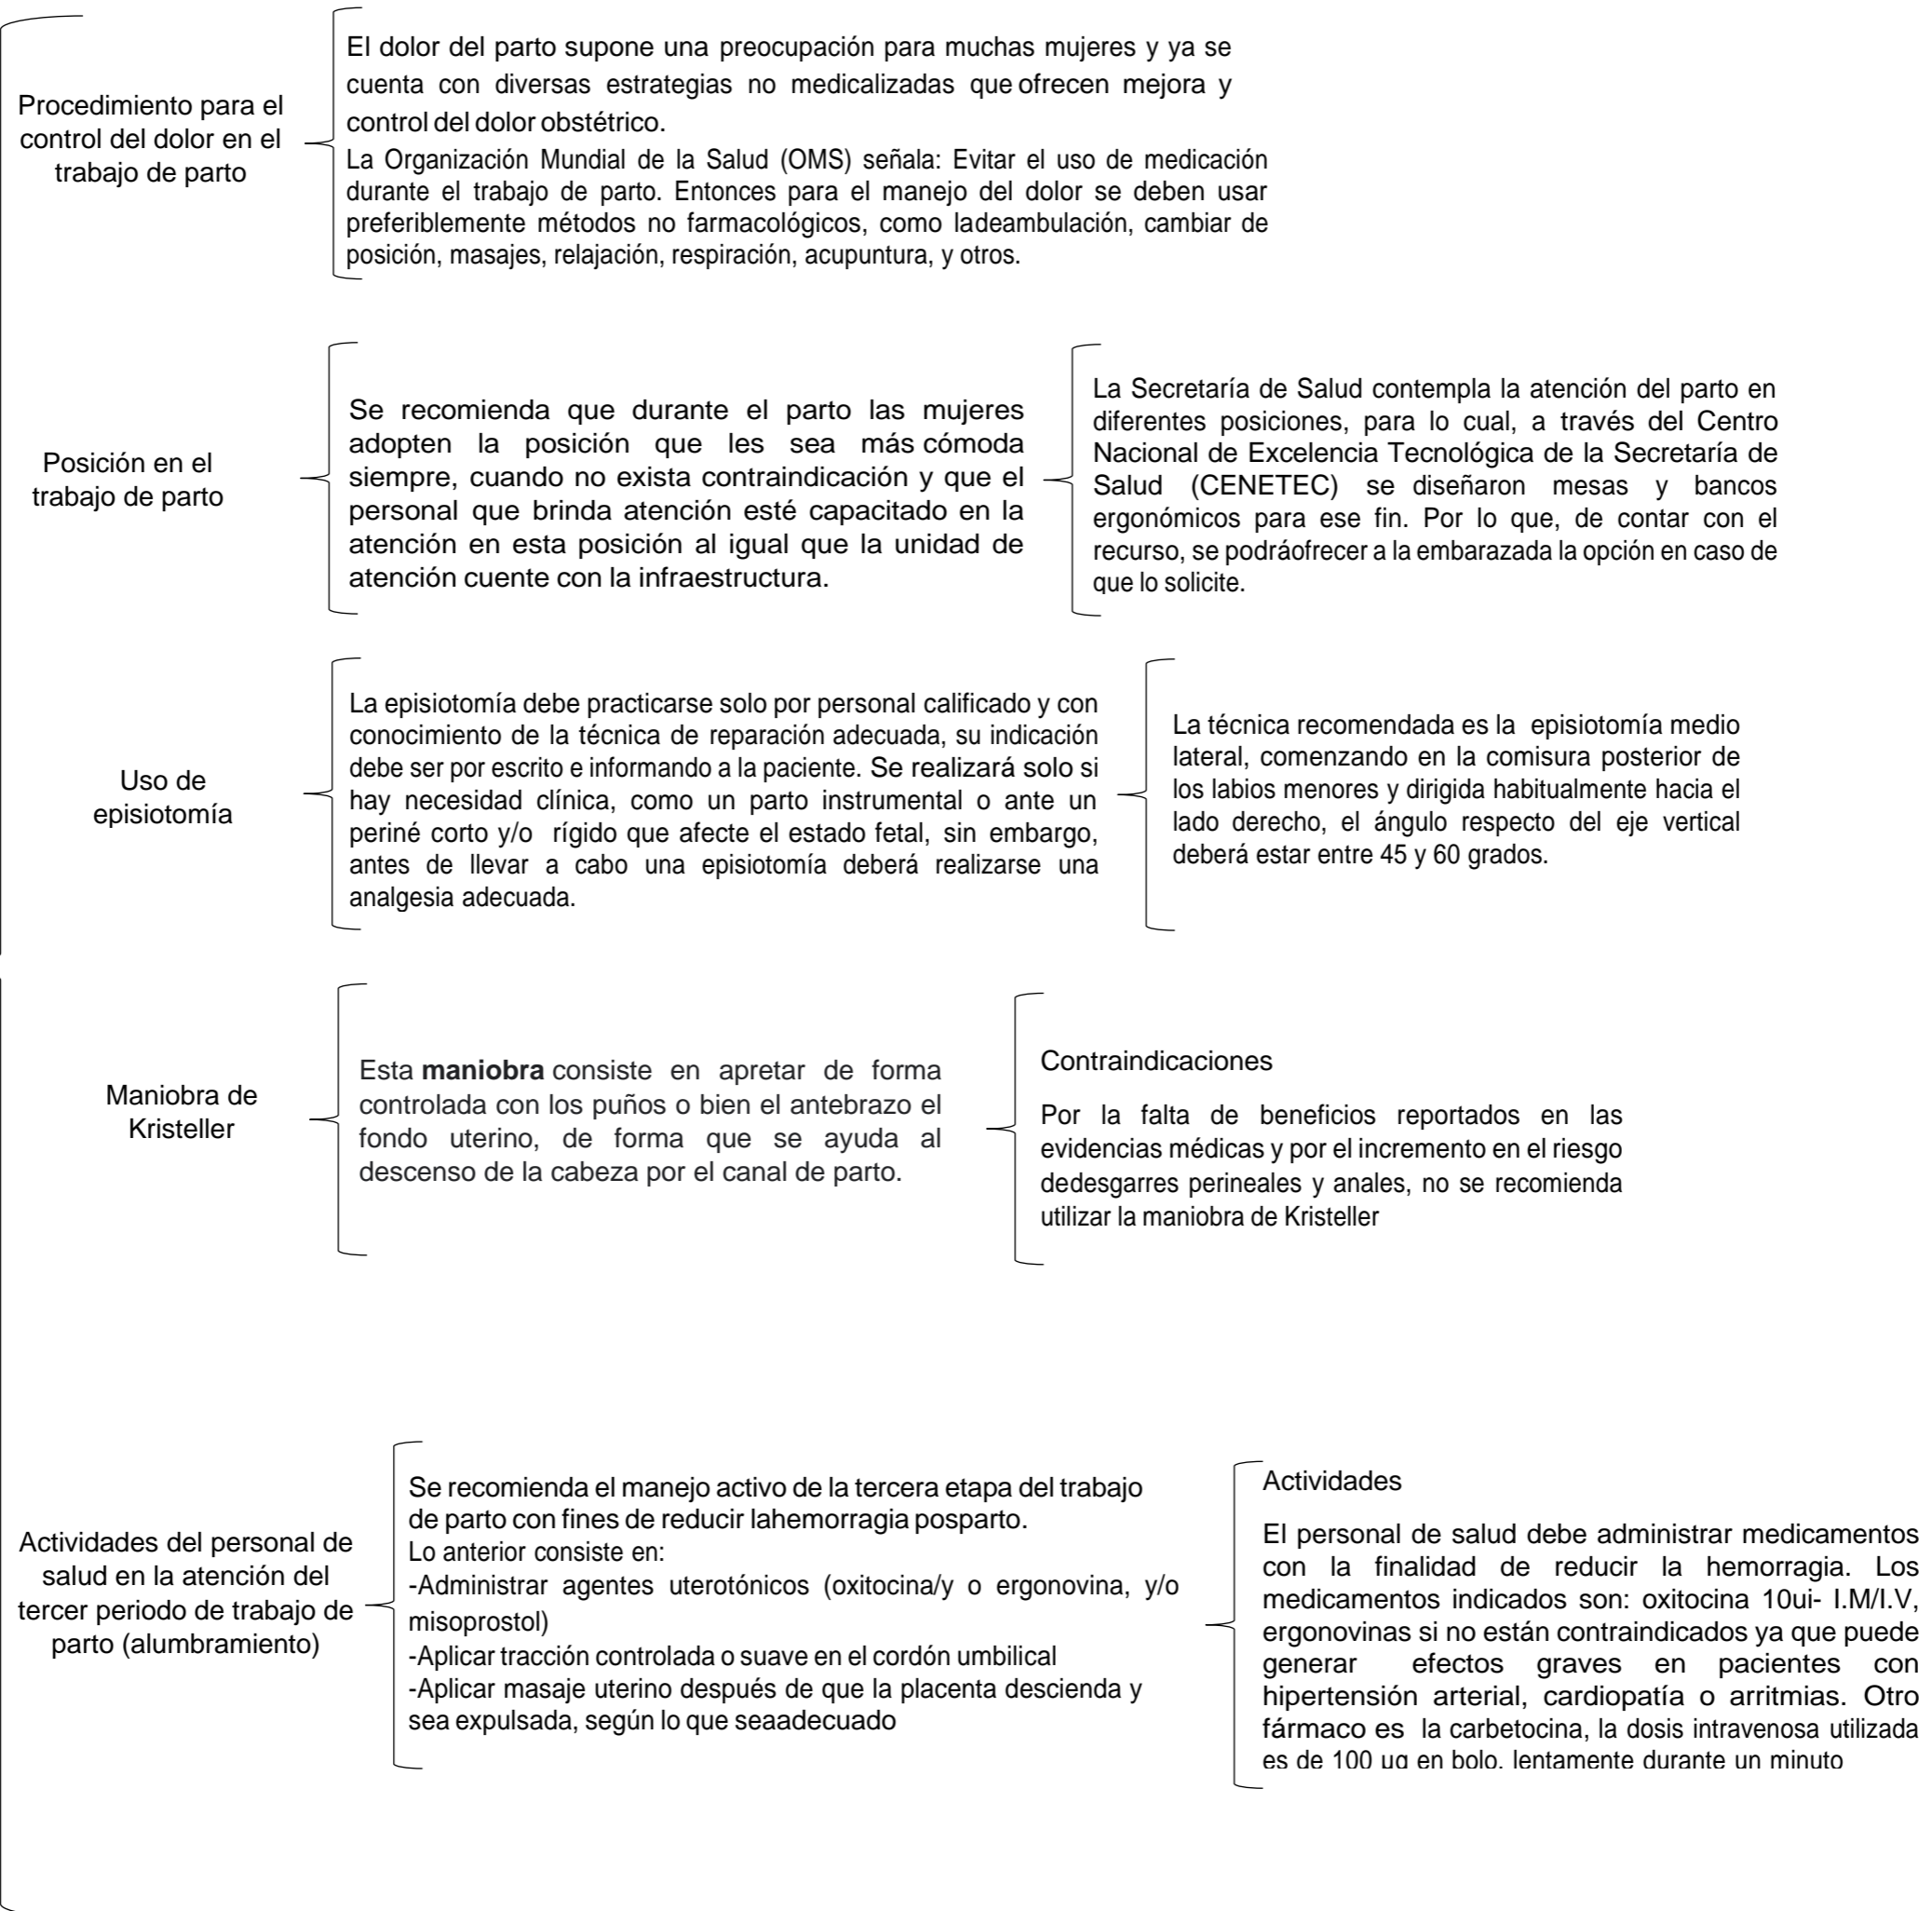 Procedimiento para el
control del dolor en el
trabajo de parto
El dolor del parto supone una preocupación para muchas mujeres y ya se
cuenta con diversas estrategias no medicalizadas que ofrecen mejora y
control del dolor obstétrico.
La Organización Mundial de la Salud (OMS) señala: Evitar el uso de medicación
durante el trabajo de parto. Entonces para el manejo del dolor se deben usar
preferiblemente métodos no farmacológicos, como ladeambulación, cambiar de
posición, masajes, relajación, respiración, acupuntura, y otros.
Posición en el
trabajo de parto
Se recomienda que durante el parto las mujeres
adopten la posición que les sea más cómoda
siempre, cuando no exista contraindicación y que el
personal que brinda atención esté capacitado en la
atención en esta posición al igual que la unidad de
atención cuente con la infraestructura.
La Secretaría de Salud contempla la atención del parto en
diferentes posiciones, para lo cual, a través del Centro
Nacional de Excelencia Tecnológica de la Secretaría de
Salud (CENETEC) se diseñaron mesas y bancos
ergonómicos para ese fin. Por lo que, de contar con el
recurso, se podráofrecer a la embarazada la opción en caso de
que lo solicite.
Uso de
episiotomía
La episiotomía debe practicarse solo por personal calificado y con
conocimiento de la técnica de reparación adecuada, su indicación
debe ser por escrito e informando a la paciente. Se realizará solo si
hay necesidad clínica, como un parto instrumental o ante un
periné corto y/o rígido que afecte el estado fetal, sin embargo,
antes de llevar a cabo una episiotomía deberá realizarse una
analgesia adecuada.
La técnica recomendada es la episiotomía medio
lateral, comenzando en la comisura posterior de
los labios menores y dirigida habitualmente hacia el
lado derecho, el ángulo respecto del eje vertical
deberá estar entre 45 y 60 grados.
Maniobra de
Kristeller
Esta maniobra consiste en apretar de forma
controlada con los puños o bien el antebrazo el
fondo uterino, de forma que se ayuda al
descenso de la cabeza por el canal de parto.
Contraindicaciones
Por la falta de beneficios reportados en las
evidencias médicas y por el incremento en el riesgo
dedesgarres perineales y anales, no se recomienda
utilizar la maniobra de Kristeller
Actividades del personal de
salud en la atención del
tercer periodo de trabajo de
parto (alumbramiento)
Se recomienda el manejo activo de la tercera etapa del trabajo
de parto con fines de reducir lahemorragia posparto.
Lo anterior consiste en:
-Administrar agentes uterotónicos (oxitocina/y o ergonovina, y/o
misoprostol)
-Aplicar tracción controlada o suave en el cordón umbilical
-Aplicar masaje uterino después de que la placenta descienda y
sea expulsada, según lo que seaadecuado
Actividades
El personal de salud debe administrar medicamentos
con la finalidad de reducir la hemorragia. Los
medicamentos indicados son: oxitocina 10ui- I.M/I.V,
ergonovinas si no están contraindicados ya que puede
generar efectos graves en pacientes con
hipertensión arterial, cardiopatía o arritmias. Otro
fármaco es la carbetocina, la dosis intravenosa utilizada
es de 100 µg en bolo, lentamente durante un minuto